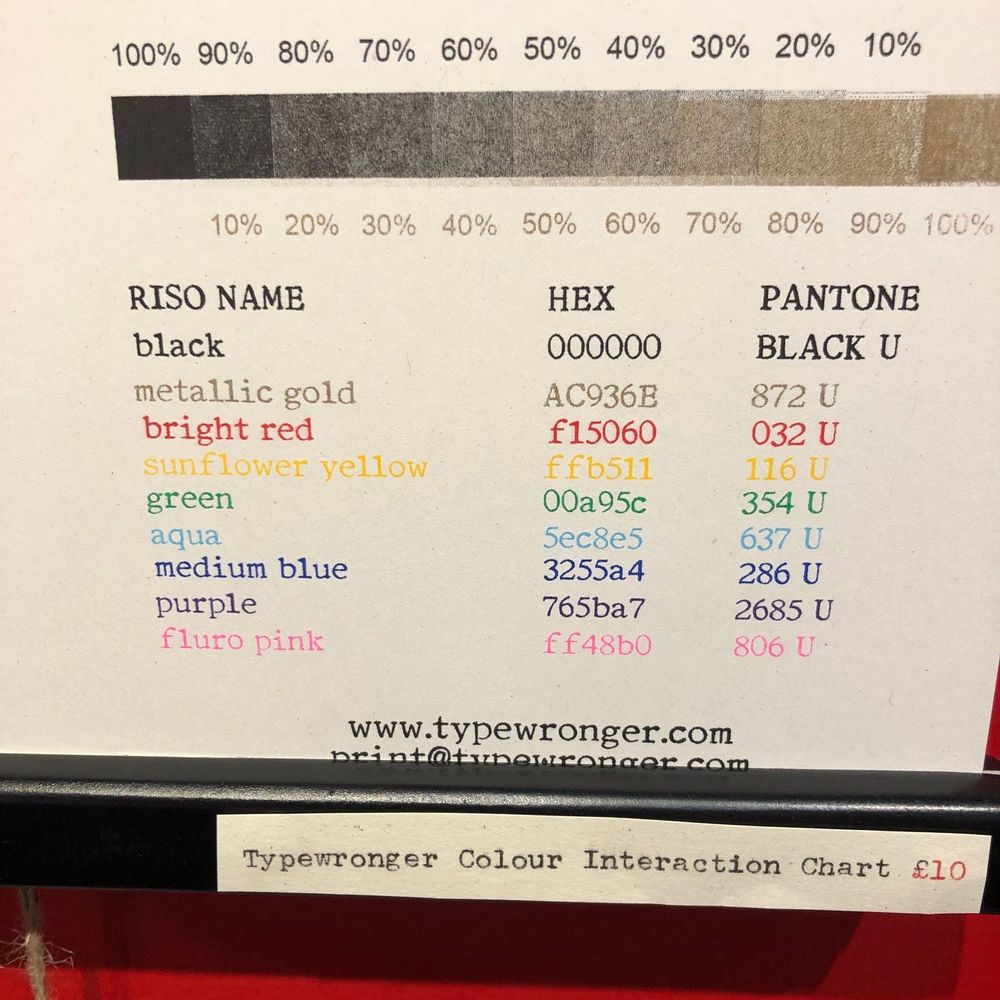 100% 90% 80% 70% 60% 50% 40% 30% 20% 10%
10% 20% 30% 40% 50% 60% 70% 80% 90% 100%
RISO NAME HEX PANTONE
black 000000 BLACK U
metallic gold AC936E 872 U
bright red f15060 032 U
sunflower yellow ffb511 116 U
green 00a95c 354 U
aqua 5ec8e5 637 U
medium blue 3255a4 286 U
purple 765ba7 2685 U
fluro pink ff48b0 806 U
www.typewronger.com
print@typewronger.com
Typewronger Colour Interaction Chart £10